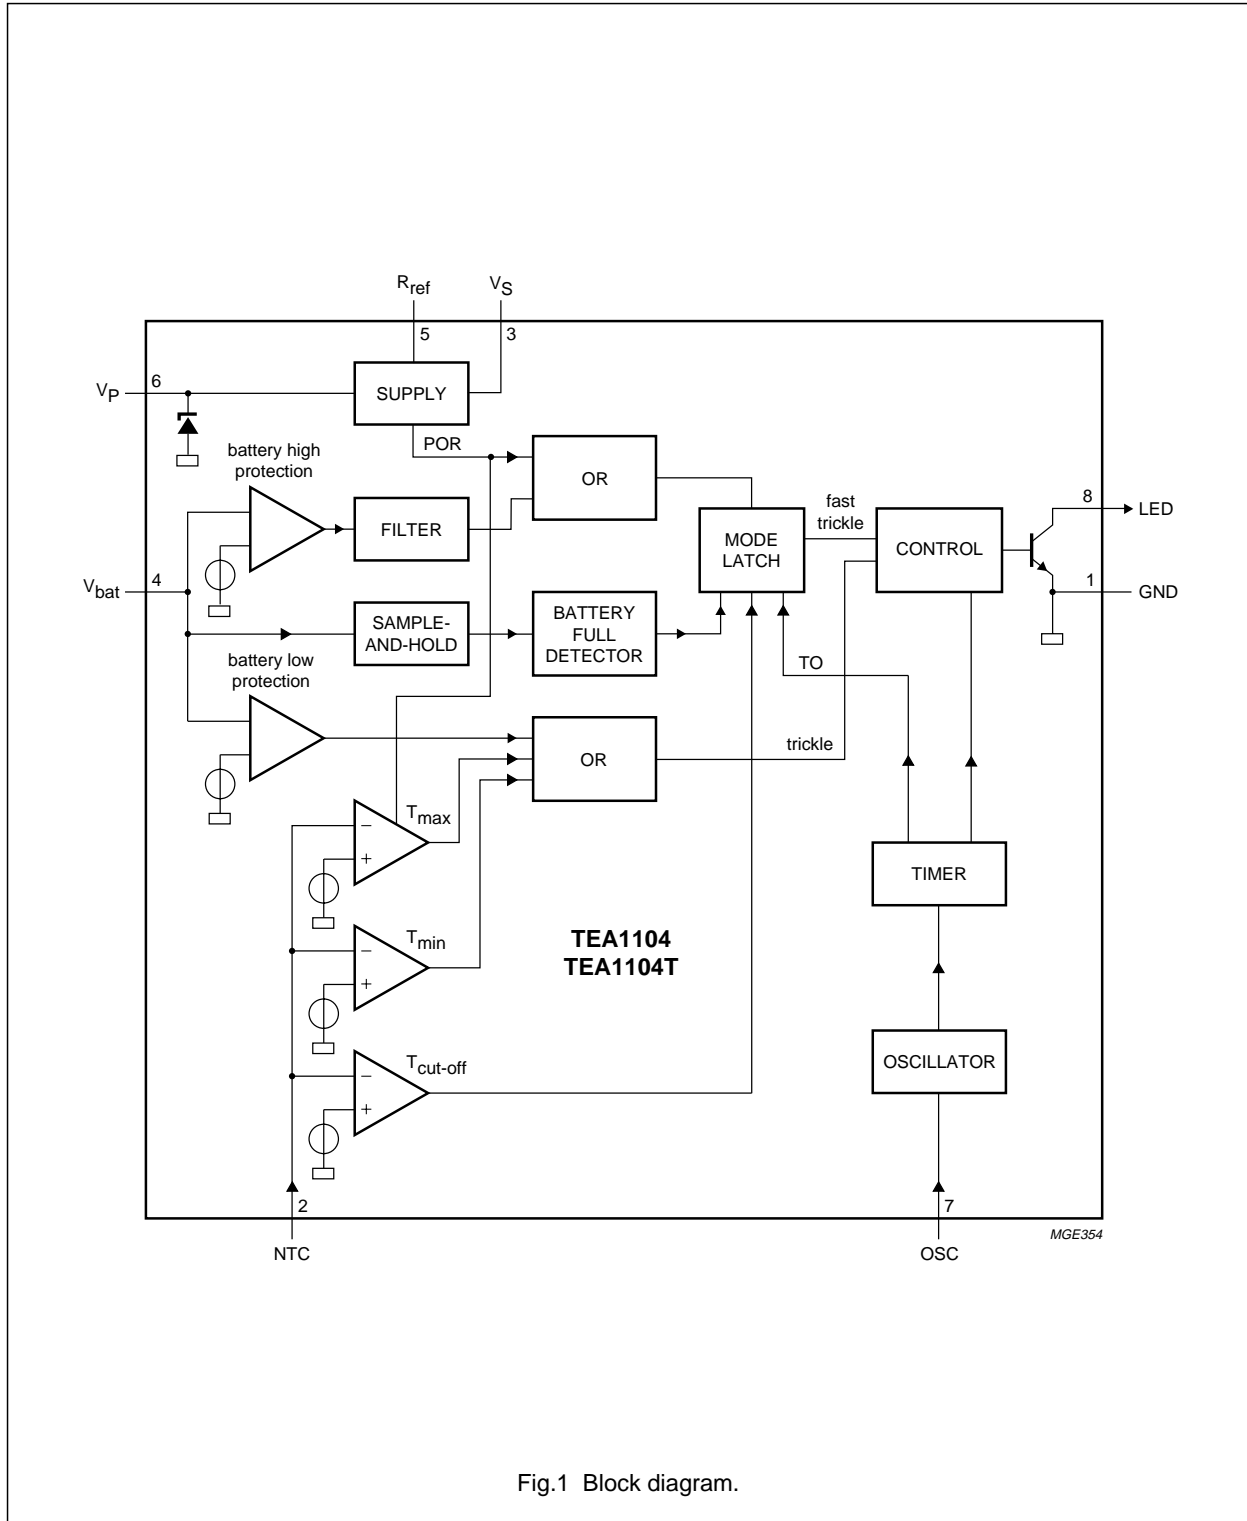 Rref VS
5 3
VP 6
SUPPLY
POR
battery high
protection
OR
FILTER
fast
trickle
MODE
LATCH
CONTROL
8
LED
Vbat 4
1
GND
SAMPLE-
AND-HOLD
BATTERY
FULL
DETECTOR
battery low
protection
TO
OR
trickle
Tmax
−
+
TIMER
Tmin
−
+
TEA1104
TEA1104T
Tcut-off
−
+
OSCILLATOR
2
7
NTC
OSC
MGE354
Fig.1 Block diagram.